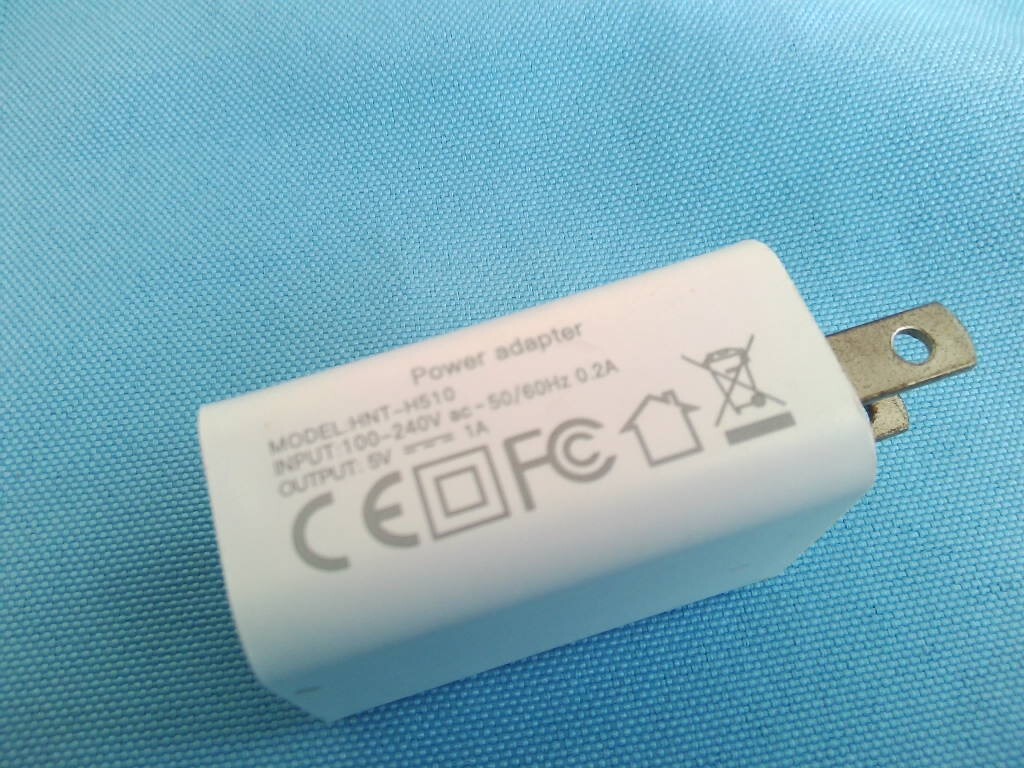 Power adapter
MODEL:HNT-H510
INPUT:100-240V ac-50/60Hz 0.2A
OUTPUT: 5V ⎓ 1A
CE FC